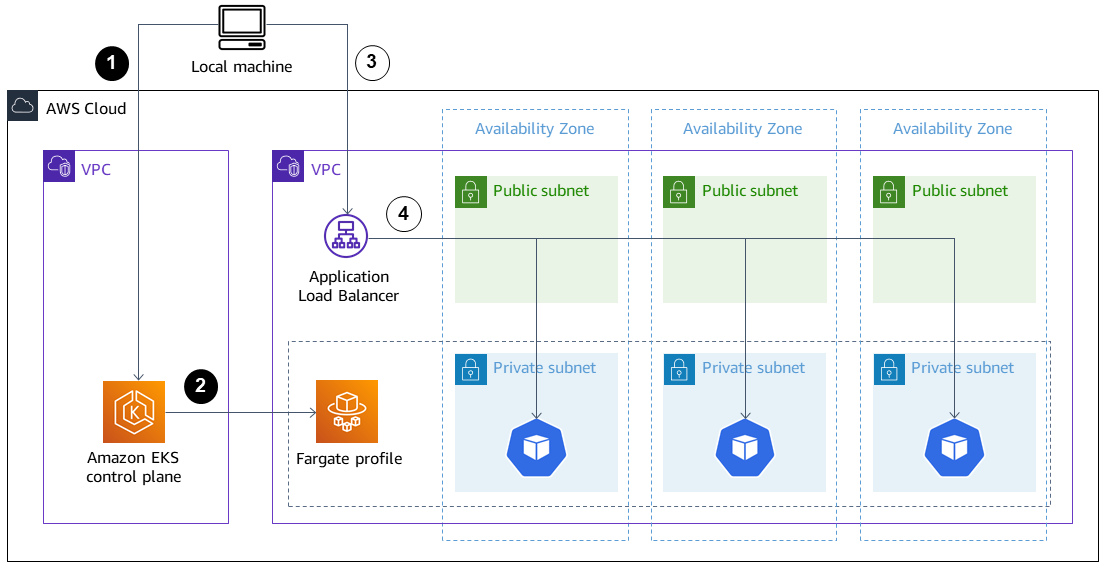 Local machine
1
3
AWS Cloud
Availability Zone
Availability Zone
Availability Zone
VPC
VPC
Public subnet
Public subnet
Public subnet
4
Application
Load Balancer
Private subnet
Private subnet
Private subnet
2
K
Amazon EKS
control plane
Fargate profile